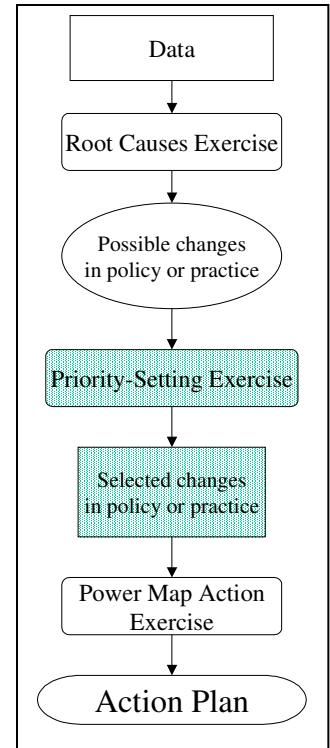 Data
Root Causes Exercise
Possible changes
in policy or practice
Priority-Setting Exercise
Selected changes
in policy or practice
Power Map Action
Exercise
Action Plan